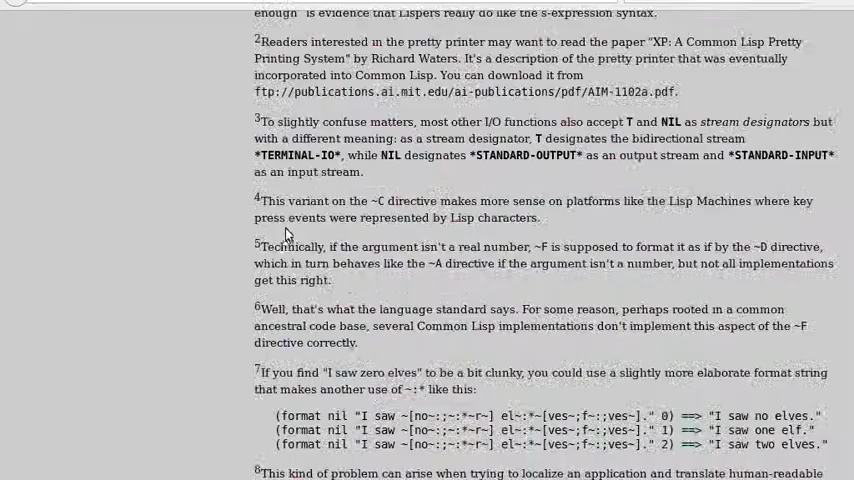 enough" is evidence that Lispers really do like the s-expression syntax.
2Readers interested in the pretty printer may want to read the paper "XP: A Common Lisp Pretty
Printing System" by Richard Waters. It's a description of the pretty printer that was eventually
incorporated into Common Lisp. You can download it from
ftp://publications.ai.mit.edu/ai-publications/pdf/AIM-1102a.pdf.
3To slightly confuse matters, most other I/O functions also accept T and NIL as stream designators but
with a different meaning: as a stream designator, T designates the bidirectional stream
*TERMINAL-IO*, while NIL designates *STANDARD-OUTPUT* as an output stream and *STANDARD-INPUT*
as an input stream.
4This variant on the ~C directive makes more sense on platforms like the Lisp Machines where key
press events were represented by Lisp characters.
5Technically, if the argument isn't a real number, ~F is supposed to format it as if by the ~D directive,
which in turn behaves like the ~A directive if the argument isn't a number, but not all implementations
get this right.
6Well, that's what the language standard says. For some reason, perhaps rooted in a common
ancestral code base, several Common Lisp implementations don't implement this aspect of the ~F
directive correctly.
7If you find "I saw zero elves" to be a bit clunky, you could use a slightly more elaborate format string
that makes another use of ~:* like this:
(format nil "I saw ~[no~:;~:*~r~] el~:*~[ves~;f~:;ves~]." 0) ==> "I saw no elves."
(format nil "I saw ~[no~:;~:*~r~] el~:*~[ves~;f~:;ves~]." 1) ==> "I saw one elf."
(format nil "I saw ~[no~:;~:*~r~] el~:*~[ves~;f~:;ves~]." 2) ==> "I saw two elves."
8This kind of problem can arise when trying to localize an application and translate human-readable